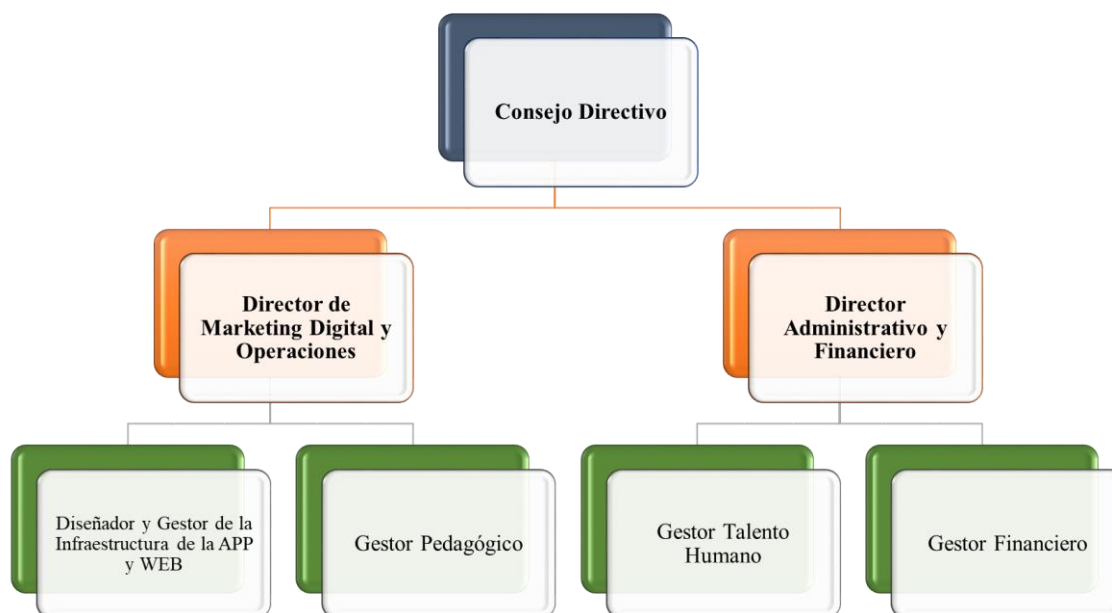 Consejo Directivo
Director de
Marketing Digital y
Operaciones
Director
Administrativo y
Financiero
Diseñador y Gestor de la
Infraestructura de la APP
y WEB
Gestor Pedagógico
Gestor Talento
Humano
Gestor Financiero